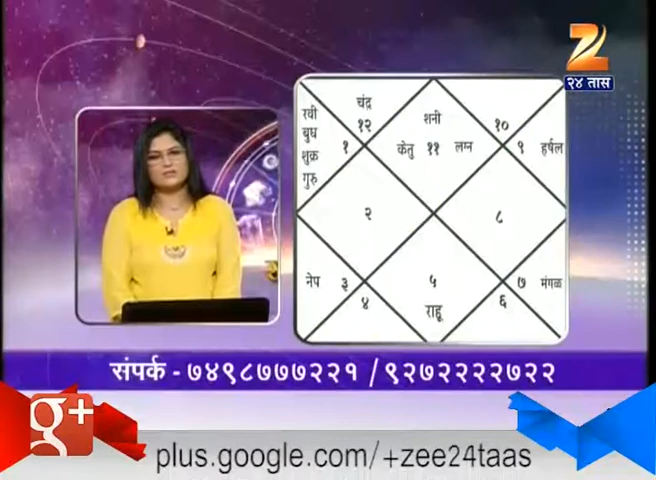 Z
२४ तास
रवी
बुध
शुक्र
गुरु
चंद्र
१२
१
शनी
केतु ११ लग्न
१०
९ हर्षल
२
८
नेप ३
४
५
राहू
७ मंगळ
६
संपर्क - ७४९८७७७२२१ / ९२७२२२२७२२
g+
plus.google.com/+zee24taas